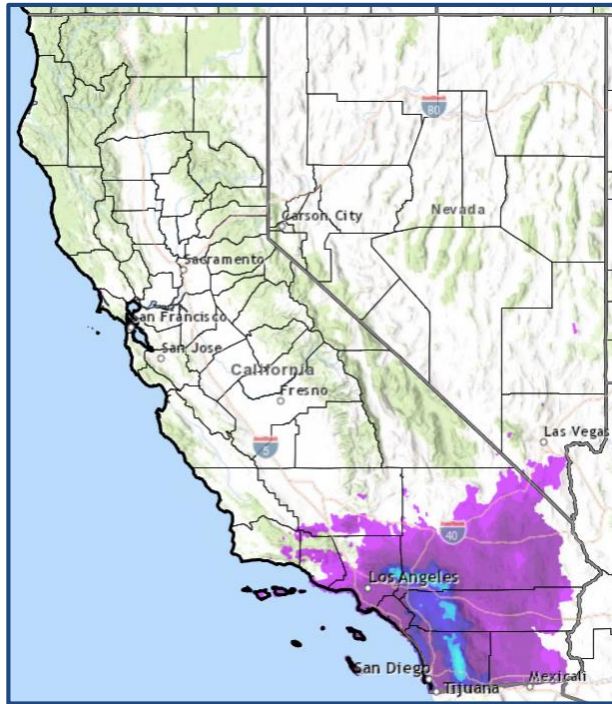 80
Carson City
Nevada
Sacramento
San Francisco
San Jose
California
Fresno
5
Las Vegas
40
Los Angeles
San Diego
Mexicali
Tijuana